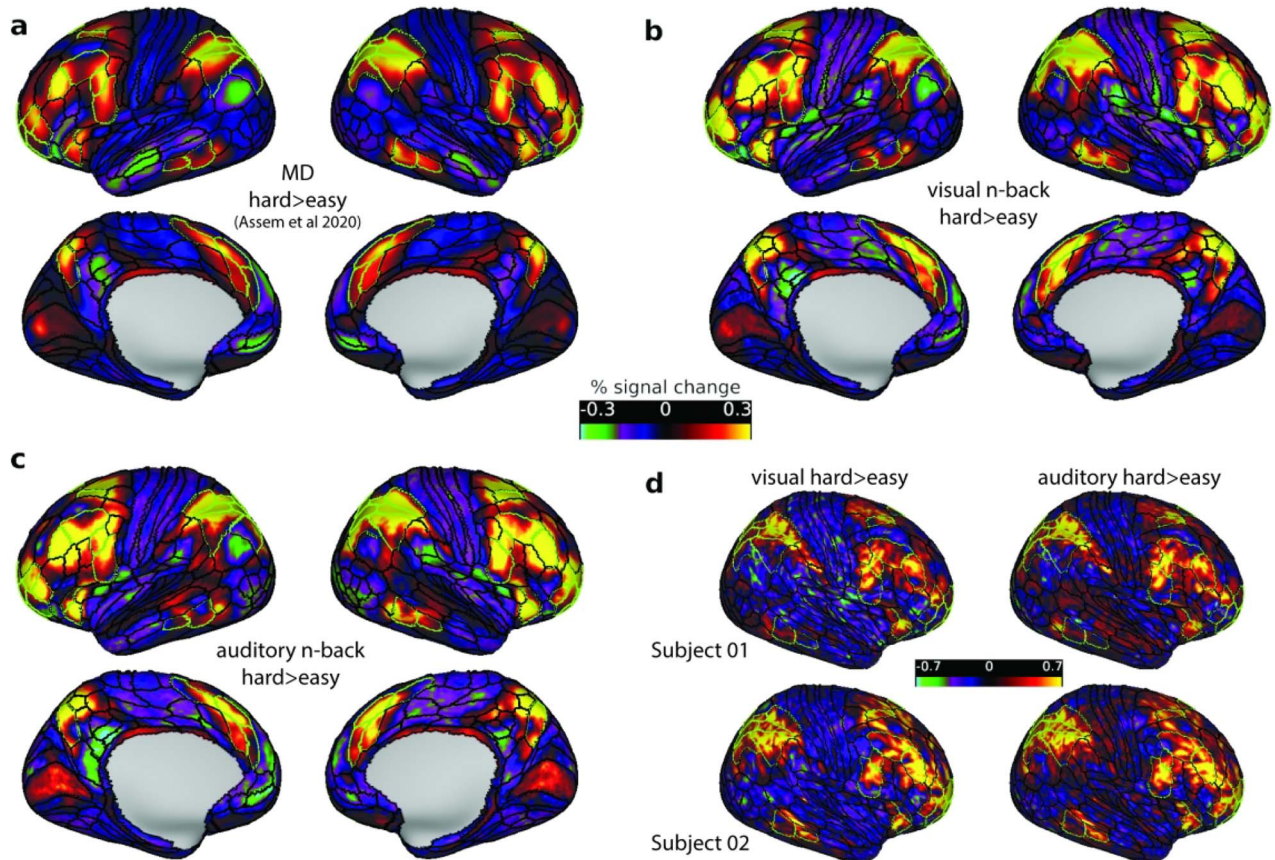 a
MD
hard>easy
(Assem et al 2020)
b
visual n-back
hard>easy
% signal change
-0.3 0 0.3
c
auditory n-back
hard>easy
d
visual hard>easy auditory hard>easy
Subject 01
-0.7 0 0.7
Subject 02